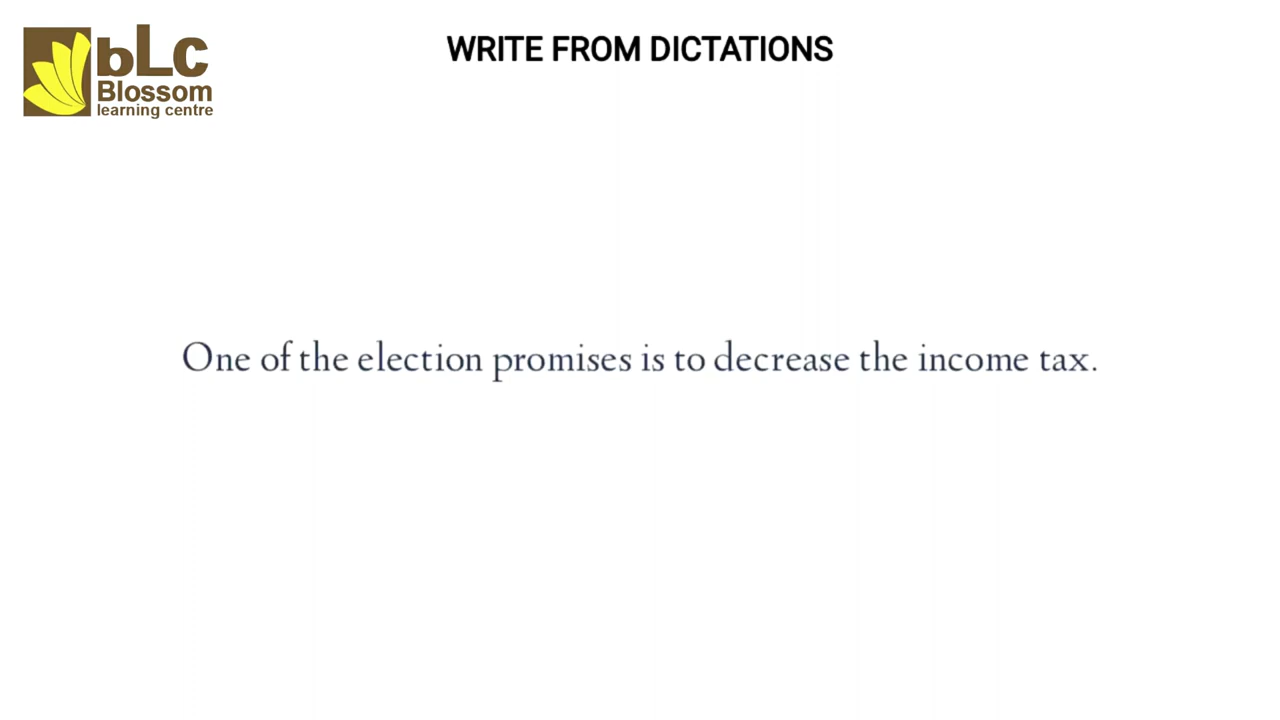 bLc
Blossom
learning centre
WRITE FROM DICTATIONS
One of the election promises is to decrease the income tax.